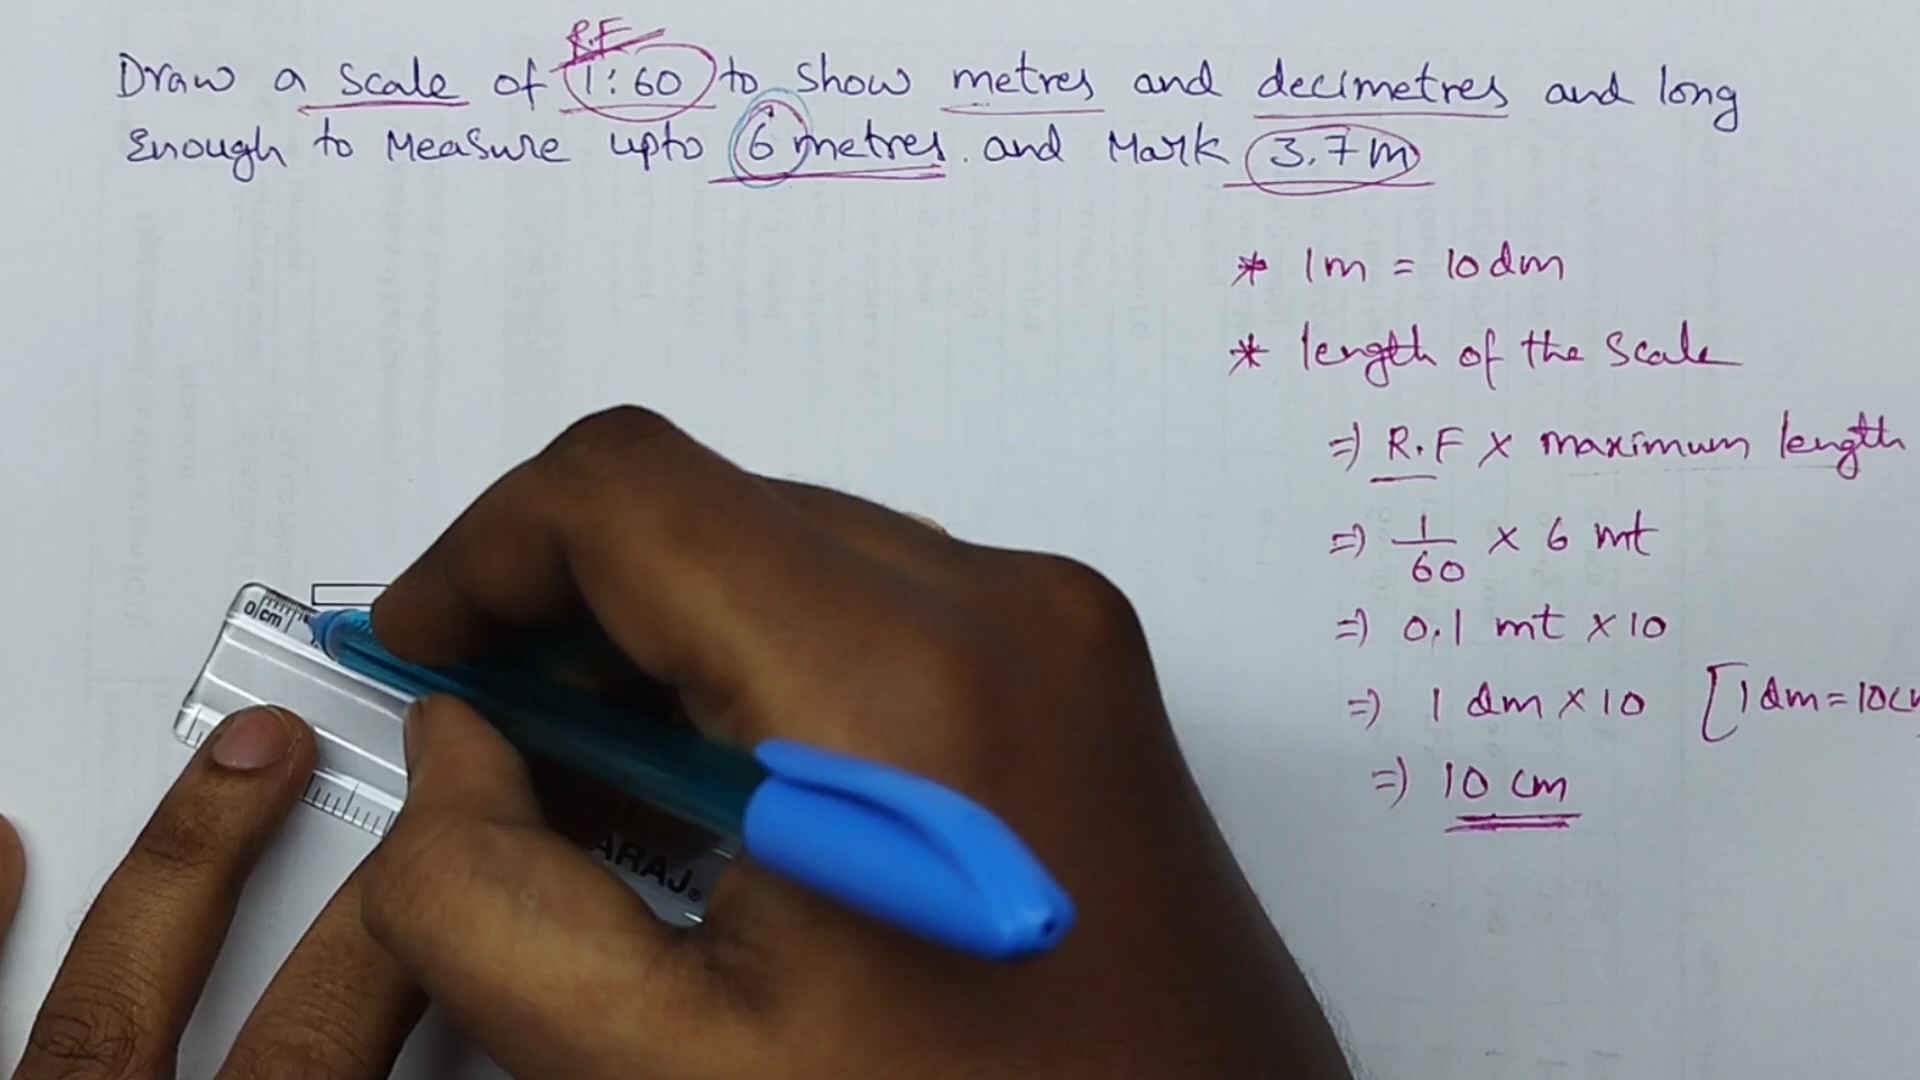 R.F
Draw a scale of 1:60 to show metres and decimetres and long
Enough to Measure upto 6 metres. and Mark 3.7m
* 1m = 10dm
* length of the scale
=) R.F × maximum length
=) 1/60 × 6 mt
=) 0.1 mt × 10
=) 1 dm × 10 [1dm=10c
=) 10 cm
0 cm
ARAJ®